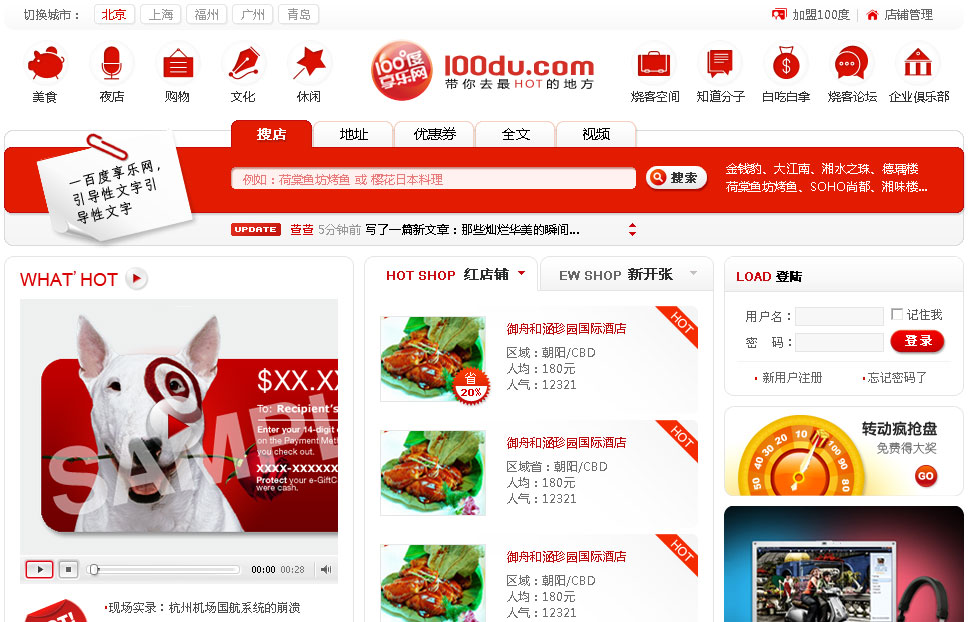 切换城市： 北京 上海 福州 广州 青岛
加盟100度 店铺管理
美食 夜店 购物 文化 休闲
100°度
享乐网
100du.com
带你去最HOT的地方
烧客空间 知道分子 白吃白拿 烧客论坛 企业俱乐部
搜店 地址 优惠券 全文 视频
一百度享乐网，
引导性文字引
导性文字
例如：荷棠鱼坊烤鱼 或 樱花日本料理
搜索
金钱豹、大江南、湘水之珠、德瑀楼
荷棠鱼坊烤鱼、SOHO尚都、湘味楼...
UPDATE 5分钟前 写了一篇新文章：那些灿烂华美的瞬间...
WHAT' HOT
$XX.XX
To: Recipient's
Enter your 14-digit
on the Payment Met
you check out.
XXXX-XXXXXX
Protect your e-GiftC
were cash.
SAMPL
00:00 00:28
现场实录：杭州机场国航系统的崩溃
HOT SHOP 红店铺
EW SHOP 新开张
HOT
御舟和涵珍园国际酒店
区域：朝阳/CBD
人均：180元
人气：12321
省
20%
HOT
御舟和涵珍园国际酒店
区域省：朝阳/CBD
人均：180元
人气：12321
HOT
御舟和涵珍园国际酒店
区域：朝阳/CBD
人均：180元
人气：12321
LOAD 登陆
用户名： 记住我
密　码： 登录
新用户注册 忘记密码了
转动疯抢盘
免费得大奖
GO
50 40 30 20 10 100 90 80